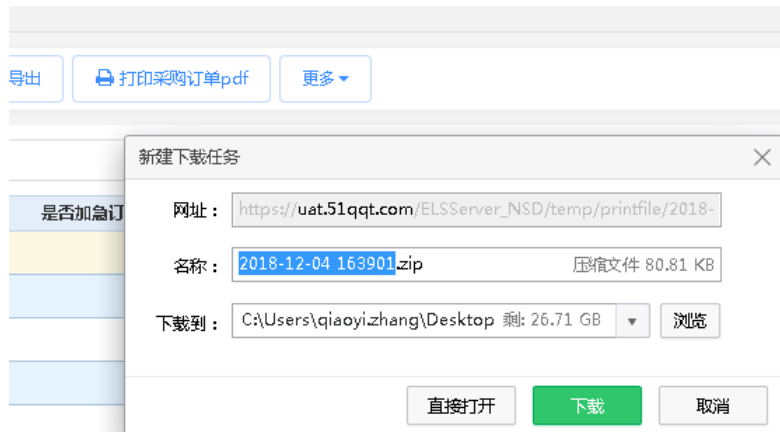 导出 打印采购订单pdf 更多
新建下载任务
是否加急订
网址： https://uat.51qqt.com/ELSServer_NSD/temp/printfile/2018-
名称： 2018-12-04 163901.zip 压缩文件 80.81 KB
下载到： C:\Users\qiaoyi.zhang\Desktop 剩: 26.71 GB 浏览
直接打开 下载 取消